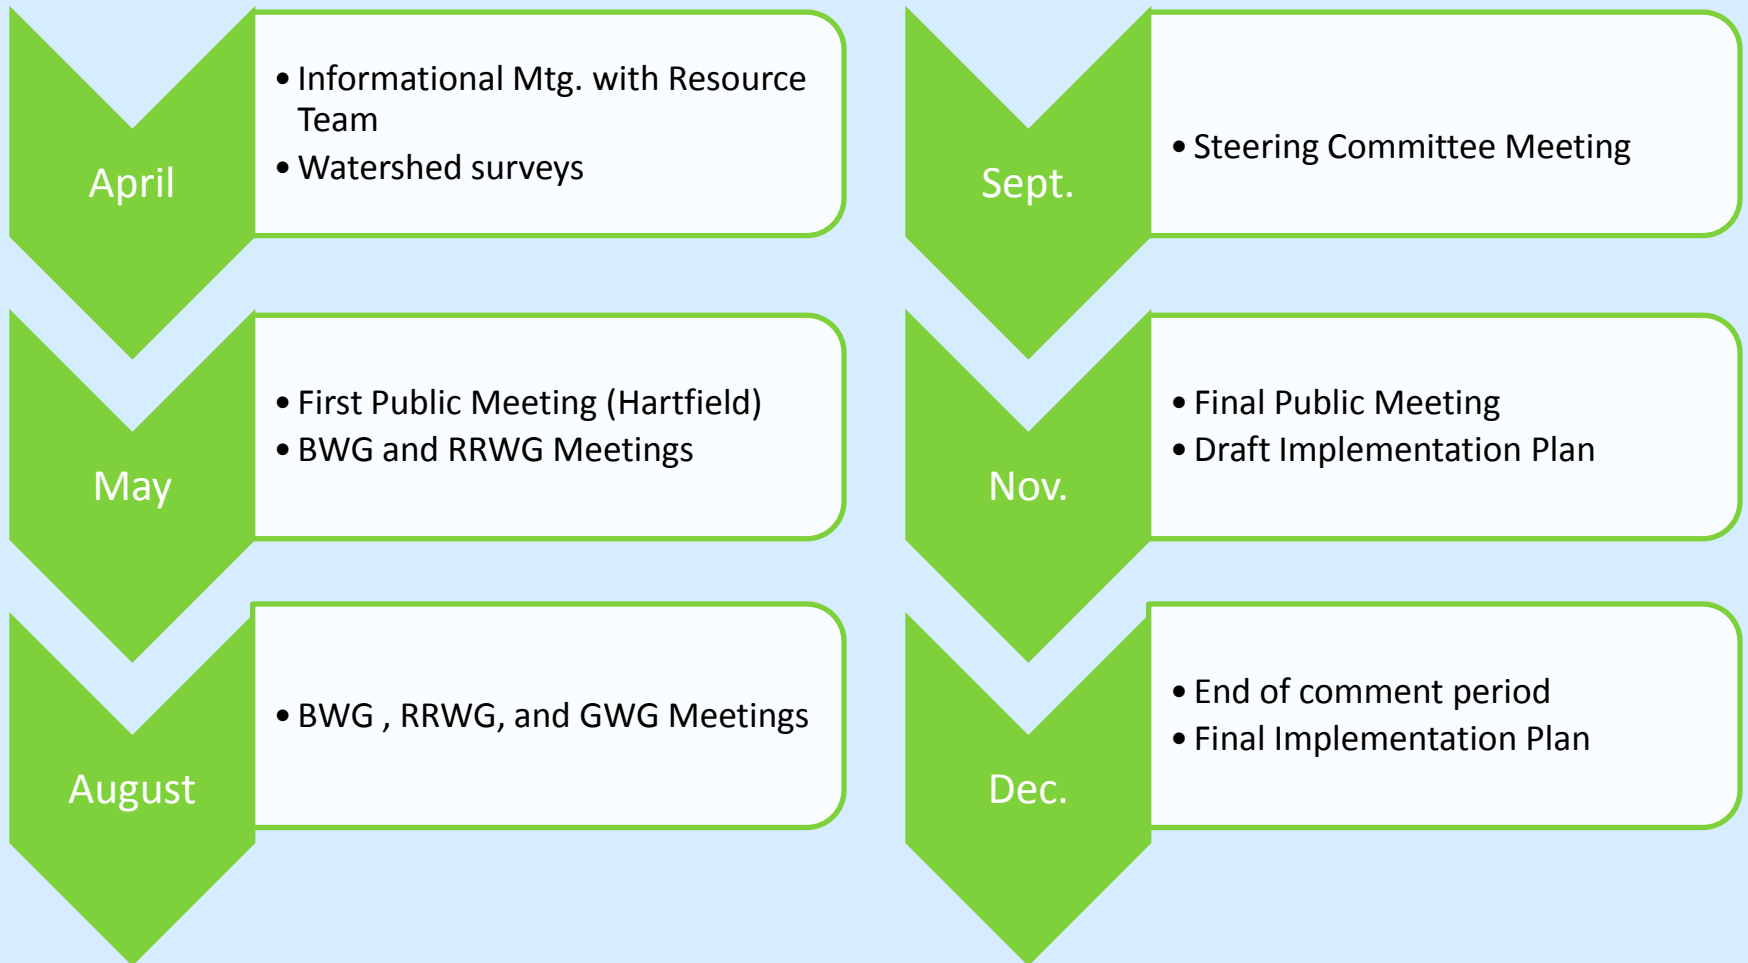 April
• Informational Mtg. with Resource
Team
• Watershed surveys
May
• First Public Meeting (Hartfield)
• BWG and RRWG Meetings
August
• BWG , RRWG, and GWG Meetings
Sept.
• Steering Committee Meeting
Nov.
• Final Public Meeting
• Draft Implementation Plan
Dec.
• End of comment period
• Final Implementation Plan